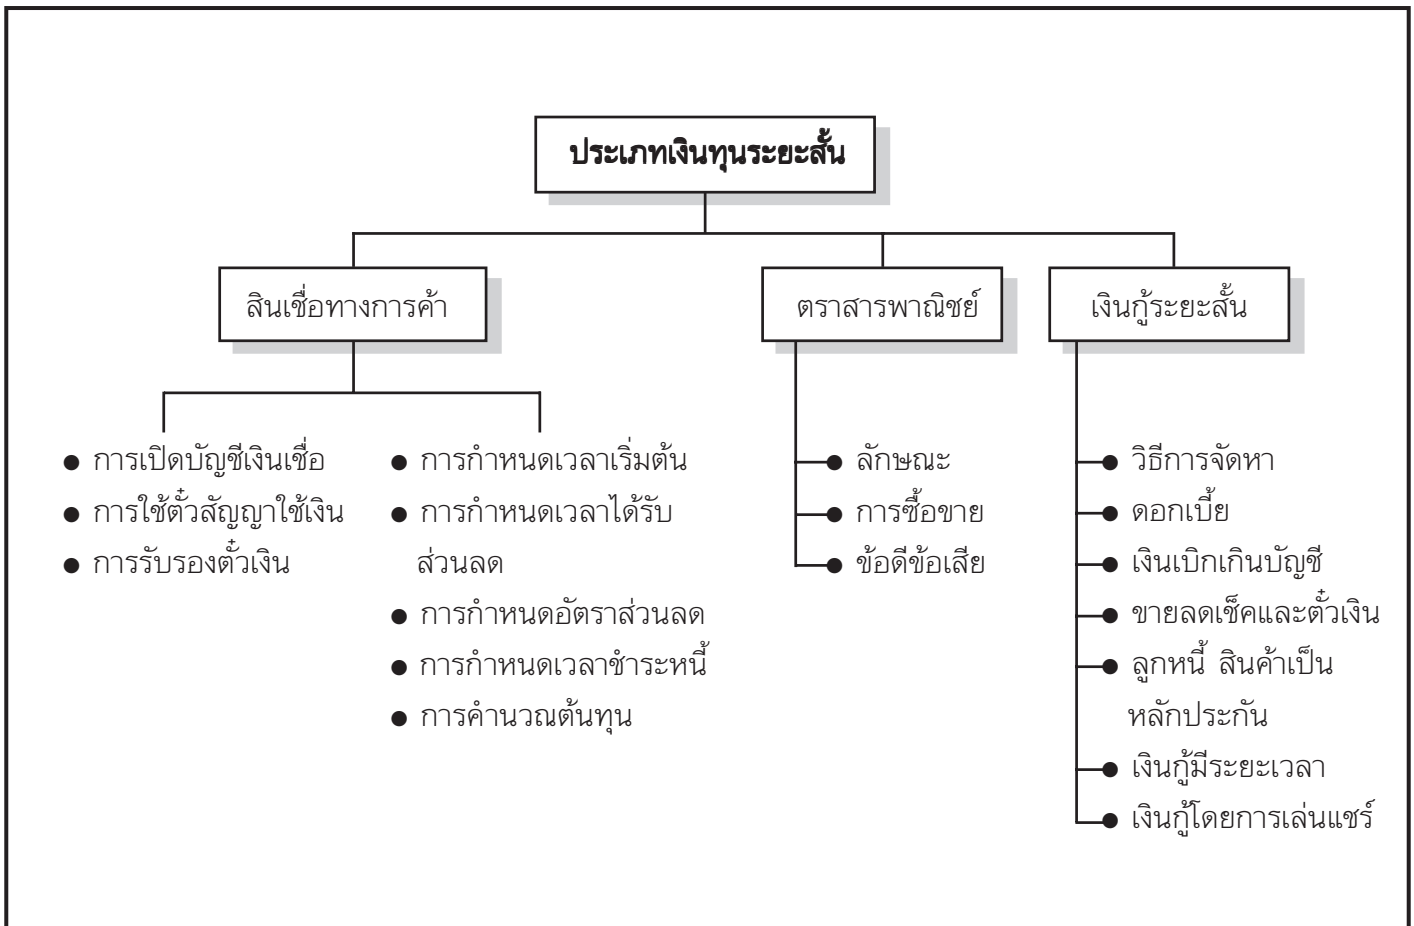 ประเภทเงินทุนระยะสั้น
สินเชื่อทางการค้า
● การเปิดบัญชีเงินเชื่อ
● การใช้ตั๋วสัญญาใช้เงิน
● การรับรองตั๋วเงิน
● การกำหนดเวลาเริ่มต้น
● การกำหนดเวลาได้รับ
ส่วนลด
● การกำหนดอัตราส่วนลด
● การกำหนดเวลาชำระหนี้
● การคำนวณต้นทุน
ตราสารพาณิชย์
● ลักษณะ
● การซื้อขาย
● ข้อดีข้อเสีย
เงินกู้ระยะสั้น
● วิธีการจัดหา
● ดอกเบี้ย
● เงินเบิกเกินบัญชี
● ขายลดเช็คและตั๋วเงิน
● ลูกหนี้ สินค้าเป็น
หลักประกัน
● เงินกู้มีระยะเวลา
● เงินกู้โดยการเล่นแชร์